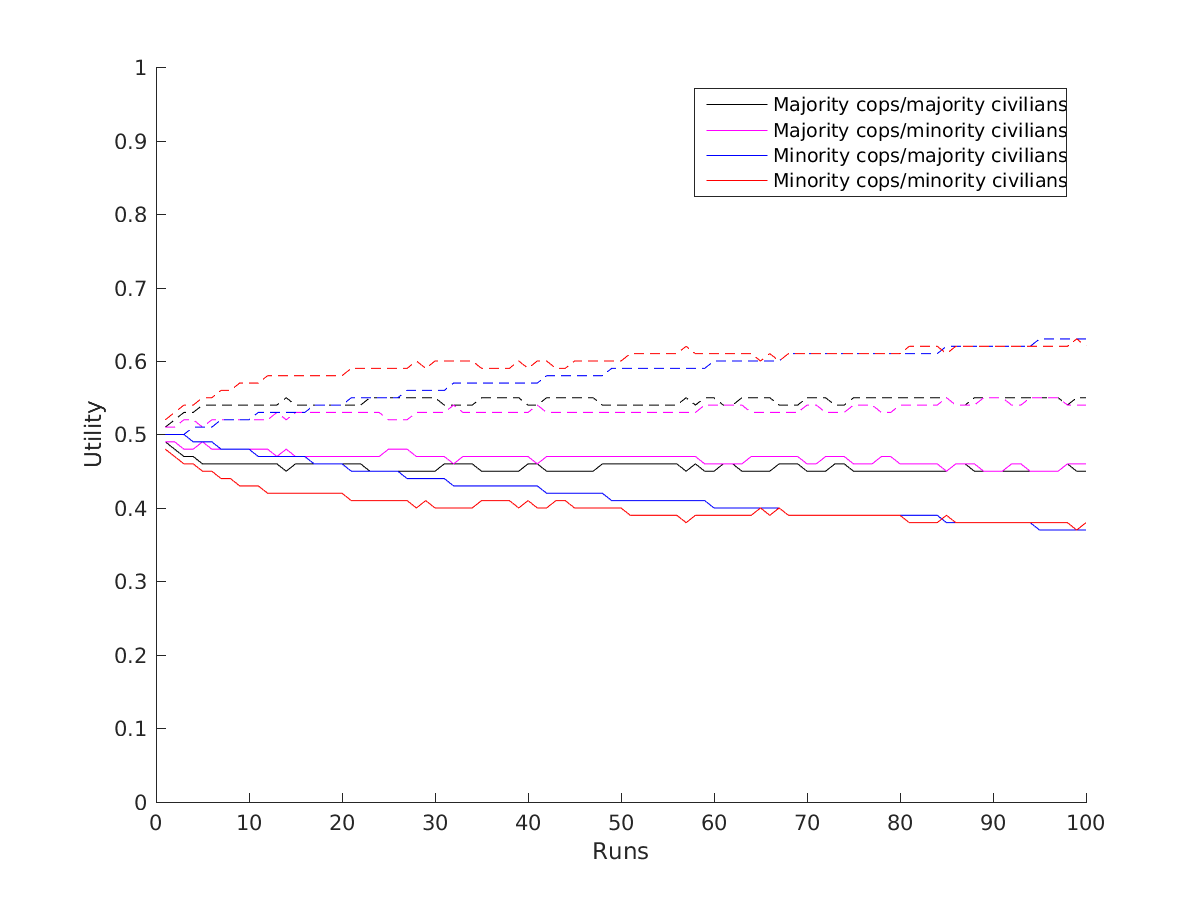 1
0.9
0.8
0.7
0.6
0.5
0.4
0.3
0.2
0.1
0
Utility
Majority cops/majority civilians
Majority cops/minority civilians
Minority cops/majority civilians
Minority cops/minority civilians
0 10 20 30 40 50 60 70 80 90 100
Runs